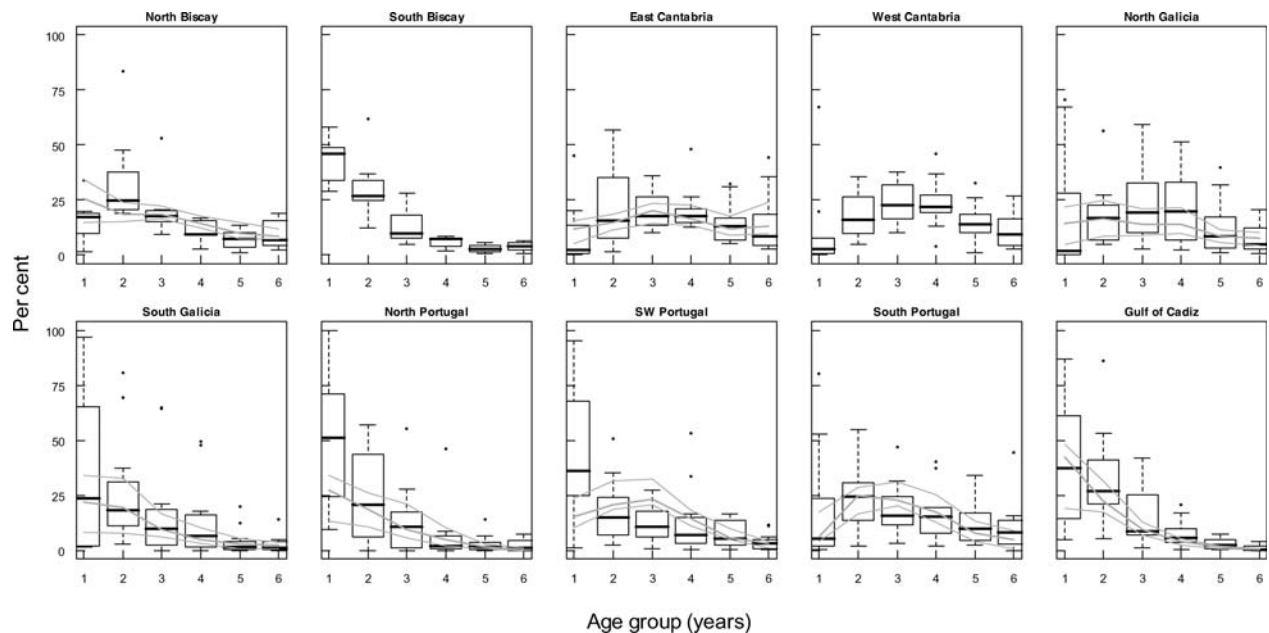 North Biscay South Biscay East Cantabria West Cantabria North Galicia
100
75
50
25
0
1 2 3 4 5 6 1 2 3 4 5 6 1 2 3 4 5 6 1 2 3 4 5 6 1 2 3 4 5 6
Per cent
South Galicia North Portugal SW Portugal South Portugal Gulf of Cadiz
100
75
50
25
0
1 2 3 4 5 6 1 2 3 4 5 6 1 2 3 4 5 6 1 2 3 4 5 6 1 2 3 4 5 6
Age group (years)